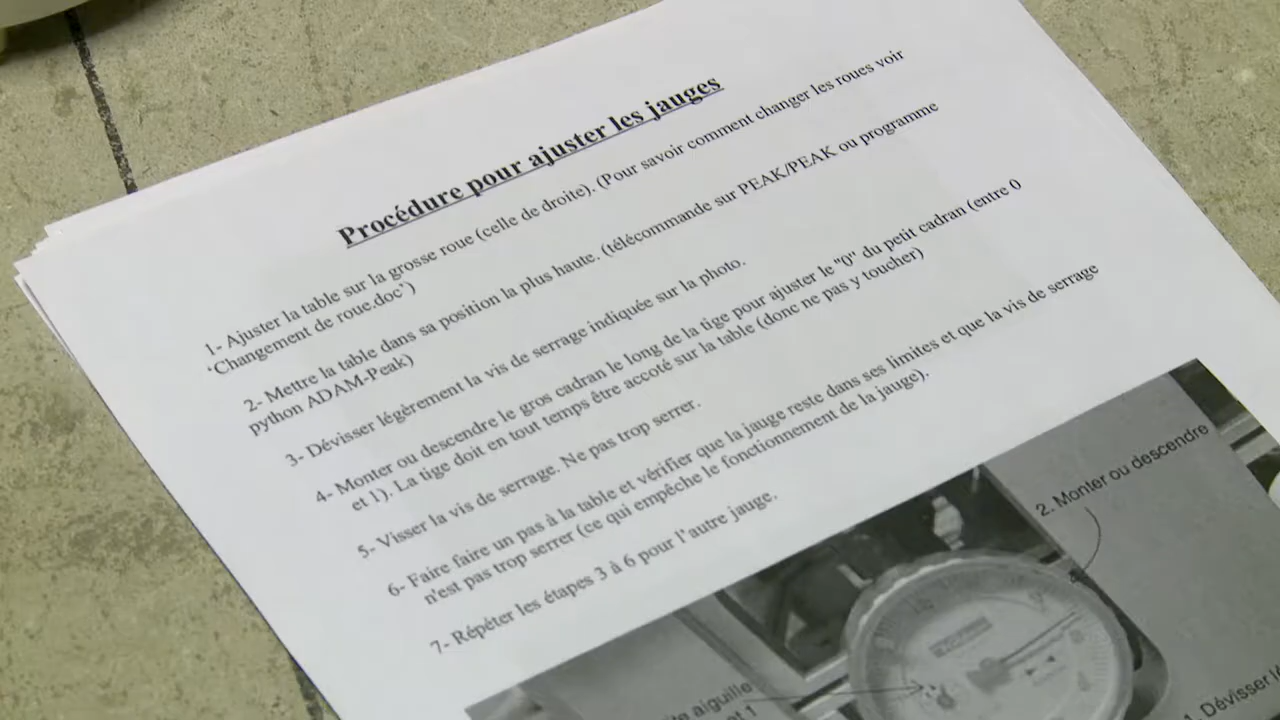 Procédure pour ajuster les jauges
1- Ajuster la table sur la grosse roue (celle de droite). (Pour savoir comment changer les roues voir
‘Changement de roue.doc’)
2- Mettre la table dans sa position la plus haute. (télécommande sur PEAK/PEAK ou programme
python ADAM-Peak)
3- Dévisser légèrement la vis de serrage indiquée sur la photo.
4- Monter ou descendre le gros cadran le long de la tige pour ajuster le "0" du petit cadran (entre 0
et 1). La tige doit en tout temps être accoté sur la table (donc ne pas y toucher)
5- Visser la vis de serrage. Ne pas trop serrer.
6- Faire faire un pas à la table et vérifier que la jauge reste dans ses limites et que la vis de serrage
n'est pas trop serrer (ce qui empêche le fonctionnement de la jauge).
7- Répéter les étapes 3 à 6 pour l’autre jauge.
2. Monter ou descendre
aiguille
1
1. Dévisser